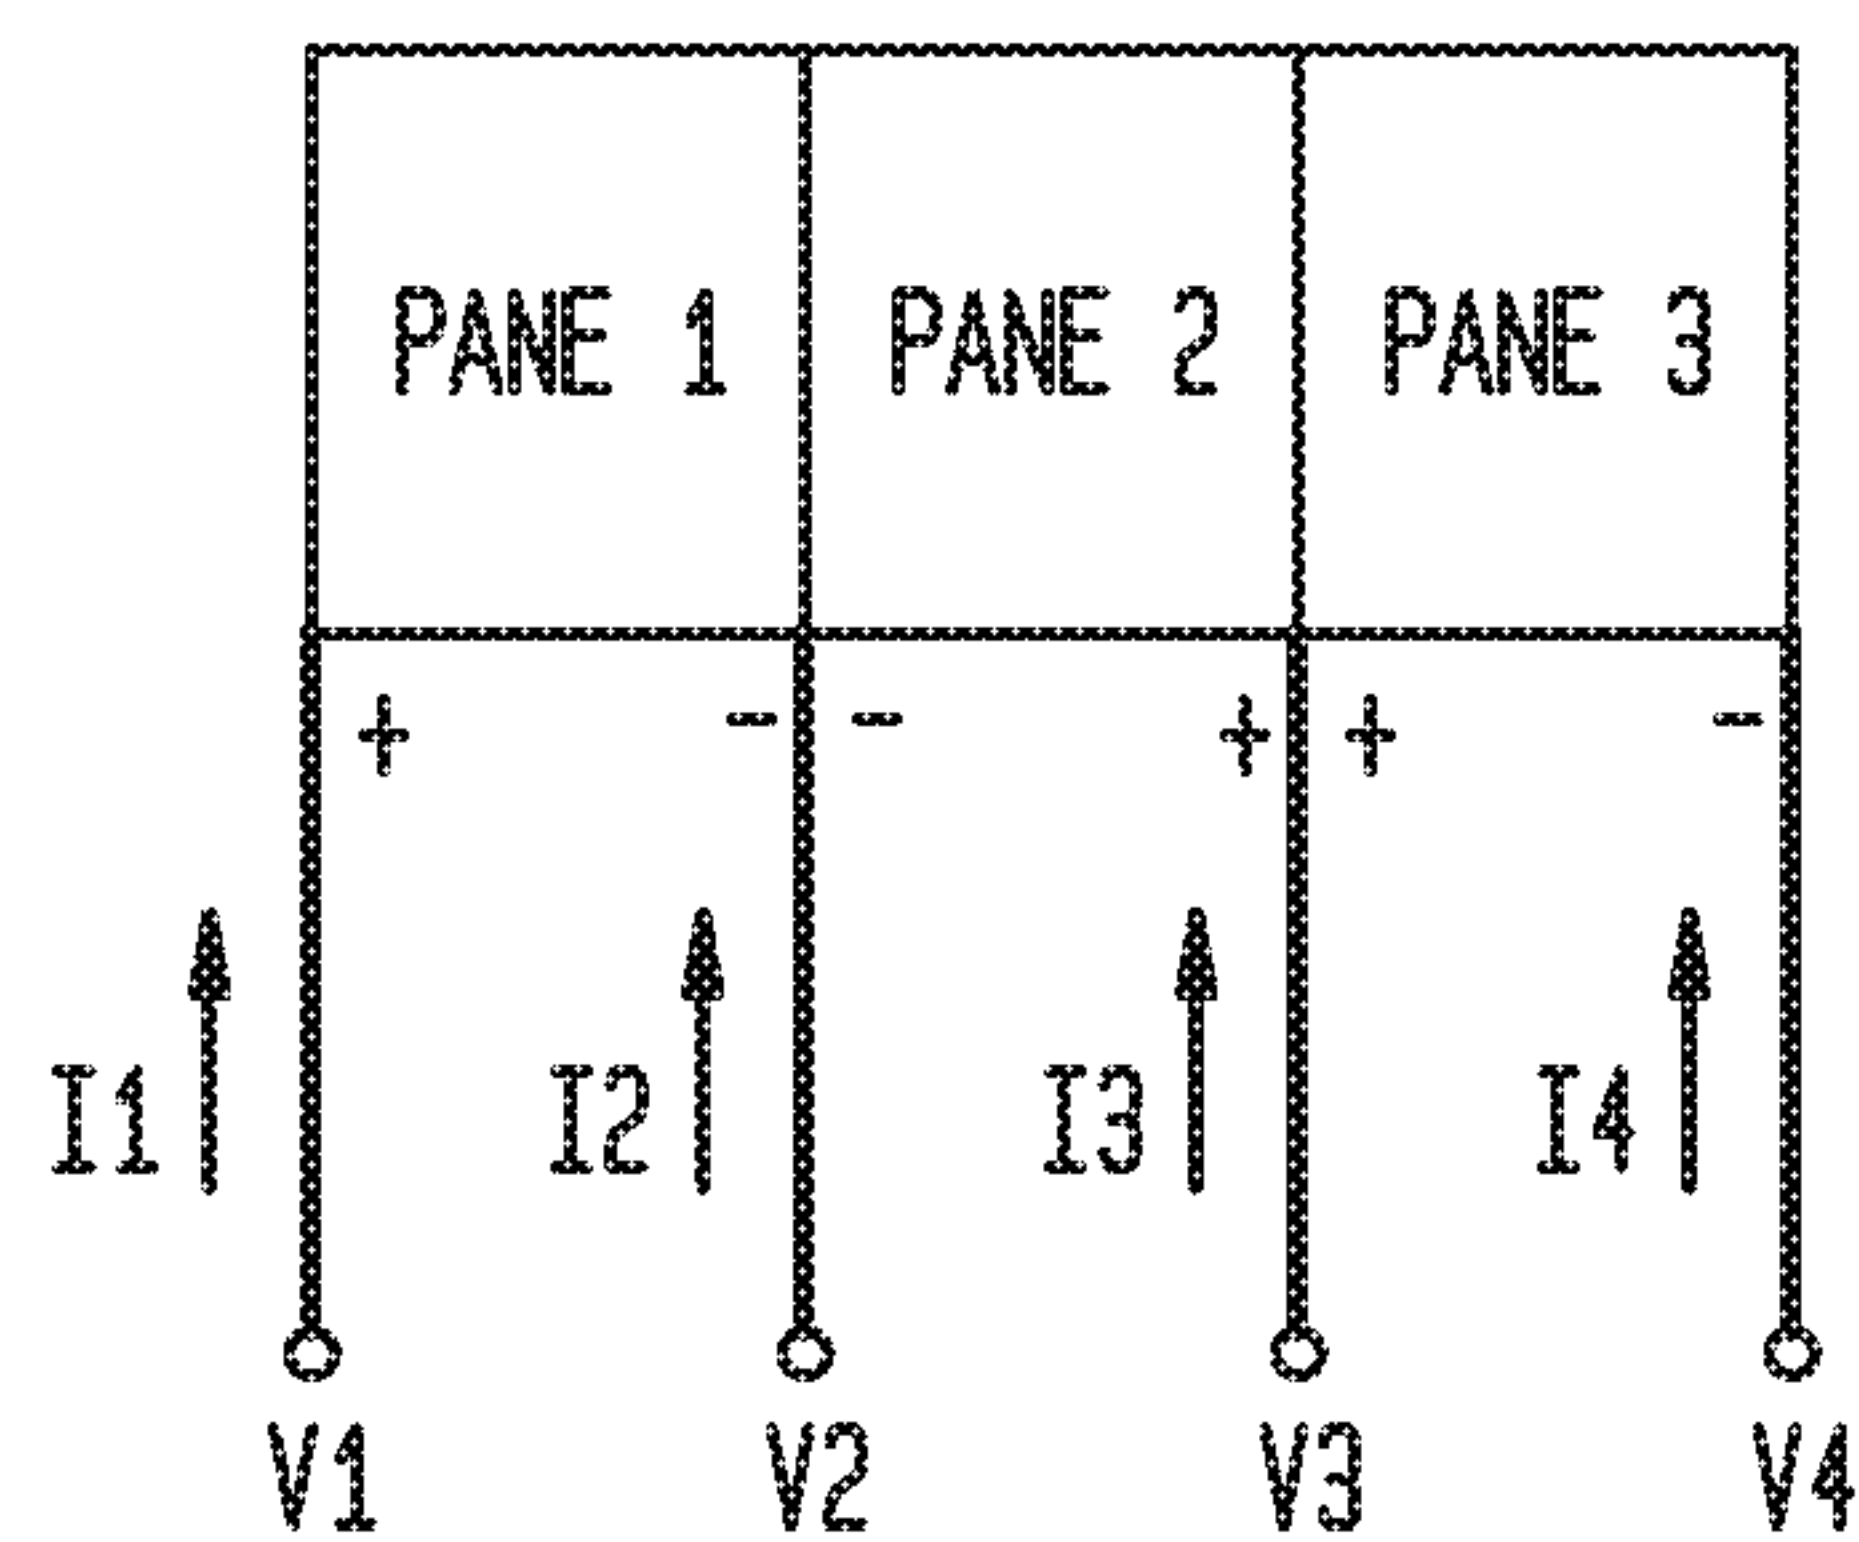 PANE 1 PANE 2 PANE 3
+ - - + + -
I1 I2 I3 I4
V1 V2 V3 V4